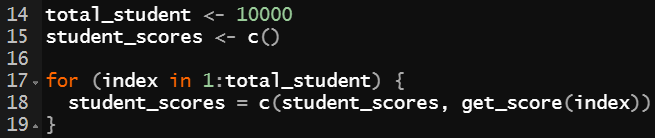 14 total_student <- 10000
15 student_scores <- c()
16
17 for (index in 1:total_student) {
18   student_scores = c(student_scores, get_score(index))
19 }